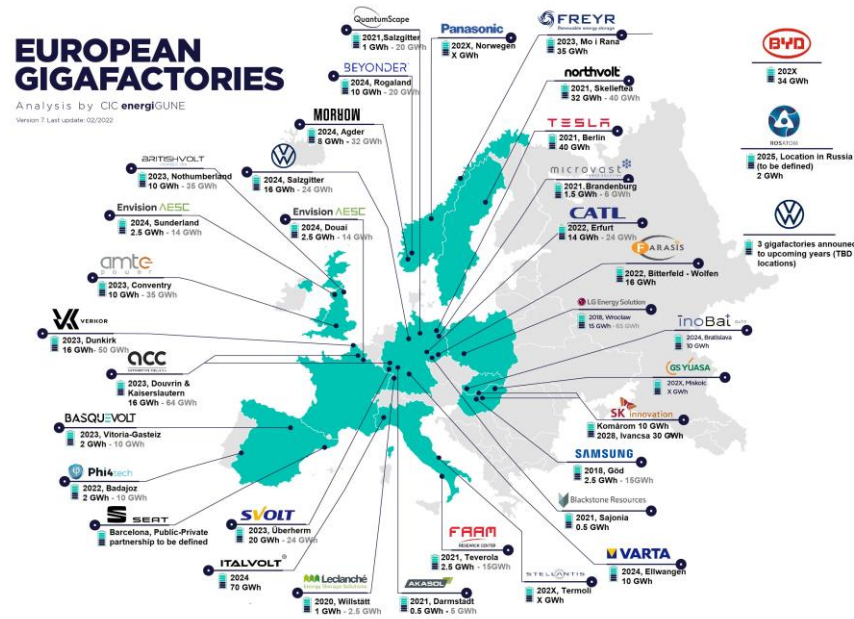 EUROPEAN
GIGAFACTORIES
Analysis by CIC energiGUNE
Version 7. Last update: 02/2022
QuantumScape
2021,Salzgitter
1 GWh - 20 GWh
BEYONDER
2024, Rogaland
10 GWh - 20 GWh
MORROW
2024, Agder
8 GWh - 32 GWh
2024, Salzgitter
16 GWh - 24 GWh
BRITISHVOLT
2023, Nothumberland
10 GWh - 35 GWh
Envision AESC
2024, Sunderland
2.5 GWh - 14 GWh
Envision AESC
2024, Douai
2.5 GWh - 14 GWh
amte
power
2023, Conventry
10 GWh - 35 GWh
VERKOR
2023, Dunkirk
16 GWh- 50 GWh
acc
2023, Douvrin &
Kaiserslautern
16 GWh - 64 GWh
BASQUEVOLT
2023, Vitoria-Gasteiz
2 GWh - 10 GWh
Phi4tech
2022, Badajoz
2 GWh - 10 GWh
SEAT
Barcelona, Public-Private
partnership to be defined
SVOLT
2023, Überherm
20 GWh - 24 GWh
ITALVOLT
2024
70 GWh
Leclanché
Energy Storage Solutions
2020, Willstätt
1 GWh - 2.5 GWh
AKASOL
2021, Darmstadt
0.5 GWh - 5 GWh
FAAM
RESEARCH CENTER
2021, Teverola
2.5 GWh - 15GWh
STELLANTIS
202X, Termoli
X GWh
VARTA
2024, Ellwangen
10 GWh
Blackstone Resources
2021, Sajonia
0.5 GWh
SAMSUNG
2018, Göd
2.5 GWh - 15GWh
SK innovation
Komárom 10 GWh
2028, Ivancsa 30 GWh
GS YUASA
202X, Miskolc
X GWh
inoBat
AUTO
2024, Bratislava
10 GWh
LG Energy Solution
2018, Wroclaw
15 GWh - 65 GWh
FARASIS
2022, Bitterfeld - Wolfen
16 GWh
CATL
2022, Erfurt
14 GWh - 24 GWh
microvast
2021,Brandenburg
1.5 GWh - 6 GWh
TESLA
2021, Berlin
40 GWh
northvolt
2021, Skelleftea
32 GWh - 40 GWh
FREYR
Renewable energy storage
2023, Mo i Rana
35 GWh
Panasonic
202X, Norwegen
X GWh
BYD
202X
34 GWh
ROSATOM
2025, Location in Russia
(to be defined)
2 GWh
3 gigafactories announced
to upcoming years (TBD
locations)